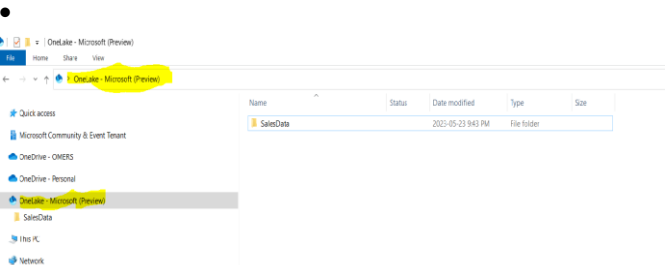 OneLake - Microsoft (Preview)
File Home Share View
OneLake - Microsoft (Preview)
Name Status Date modified Type Size
Quick access
SalesData 2023-05-23 9:43 PM File folder
Microsoft Community & Event Tenant
OneDrive - OMERS
OneDrive - Personal
OneLake - Microsoft (Preview)
SalesData
This PC
Network